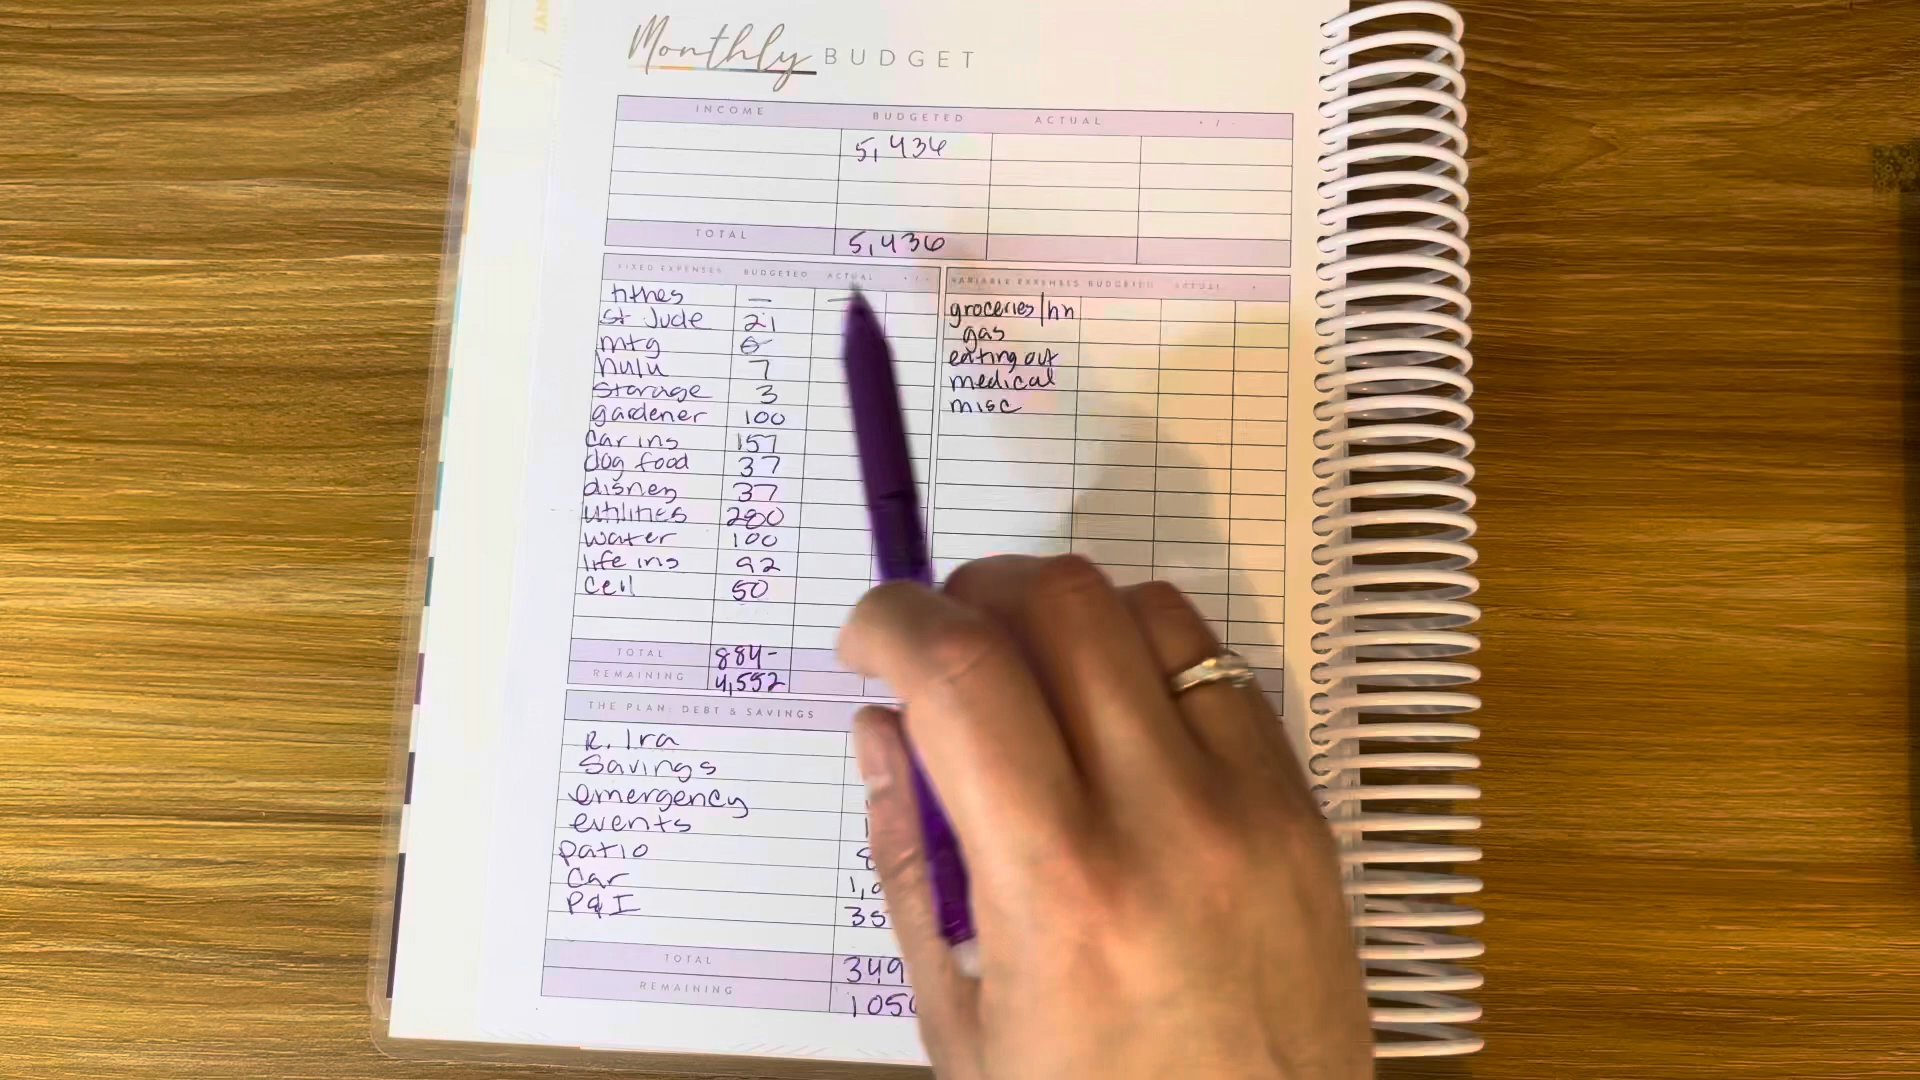 Monthly BUDGET
INCOME BUDGETED ACTUAL + / -
5,436
TOTAL 5,436
FIXED EXPENSES BUDGETED ACTUAL + / -
tithes — —
St Jude 21
mtg
hulu 7
Storage 3
gardener 100
Car ins 157
dog food 37
disney 37
utilities 280
water 100
life ins 92
Cell 50
TOTAL 884-
REMAINING 4,552
VARIABLE EXPENSES BUDGETED ACTUAL
groceries/hh
gas
eating out
medical
misc
THE PLAN: DEBT & SAVINGS
R. Ira
Savings
emergency
events
patio
Car
P&I
TOTAL
REMAINING